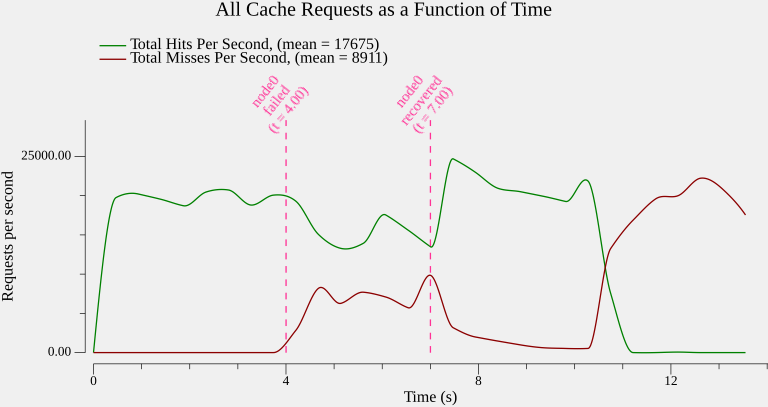 All Cache Requests as a Function of Time
Total Hits Per Second, (mean = 17675)
Total Misses Per Second, (mean = 8911)
node0
failed
(t = 4.00)
node0
recovered
(t = 7.00)
25000.00
0.00
Requests per second
0
4
8
12
Time (s)